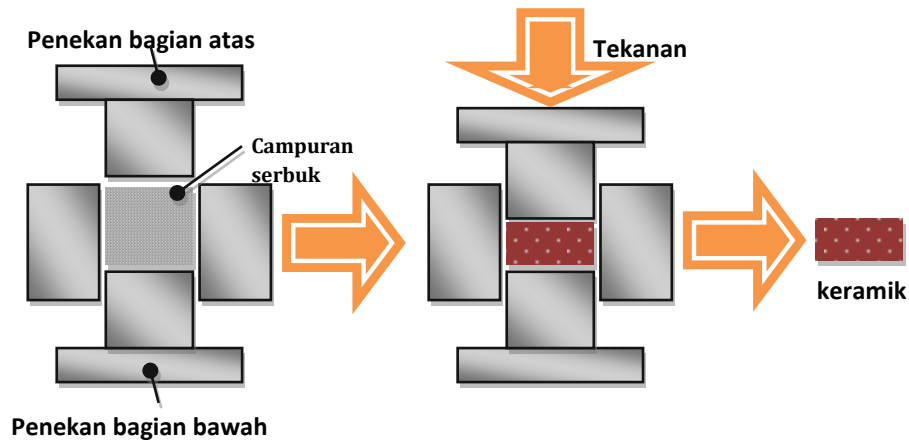 Penekan bagian atas
Tekanan
Campuran
serbuk
keramik
Penekan bagian bawah